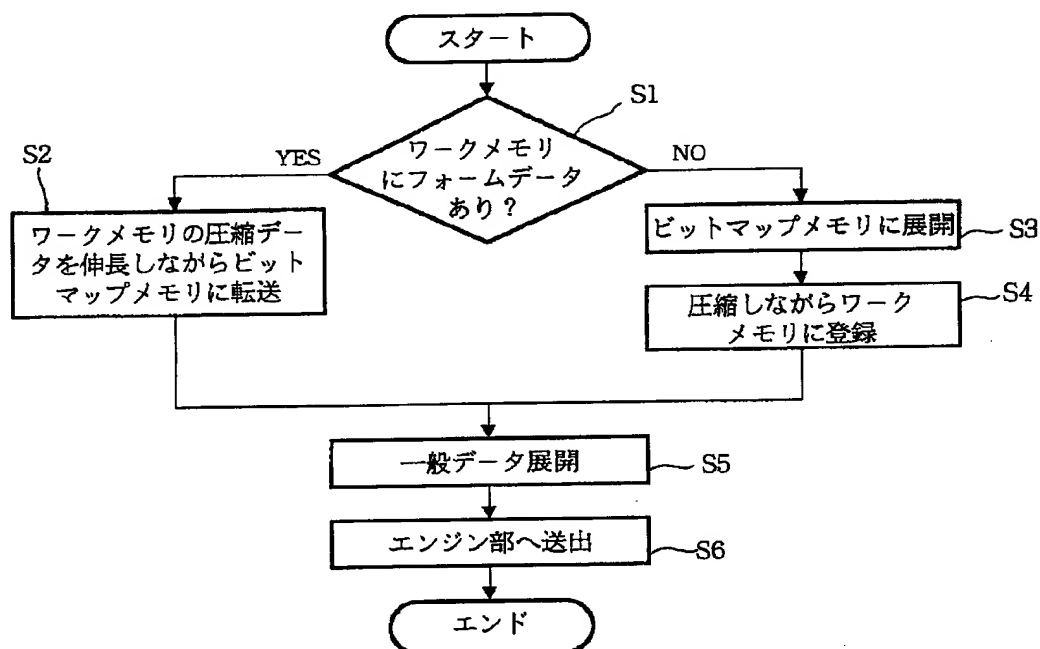 スタート
S1
ワークメモリ
にフォームデータ
あり?
YES
NO
S2
ワークメモリの圧縮デー
タを伸長しながらビット
マップメモリに転送
ビットマップメモリに展開
S3
圧縮しながらワーク
メモリに登録
S4
一般データ展開
S5
エンジン部へ送出
S6
エンド